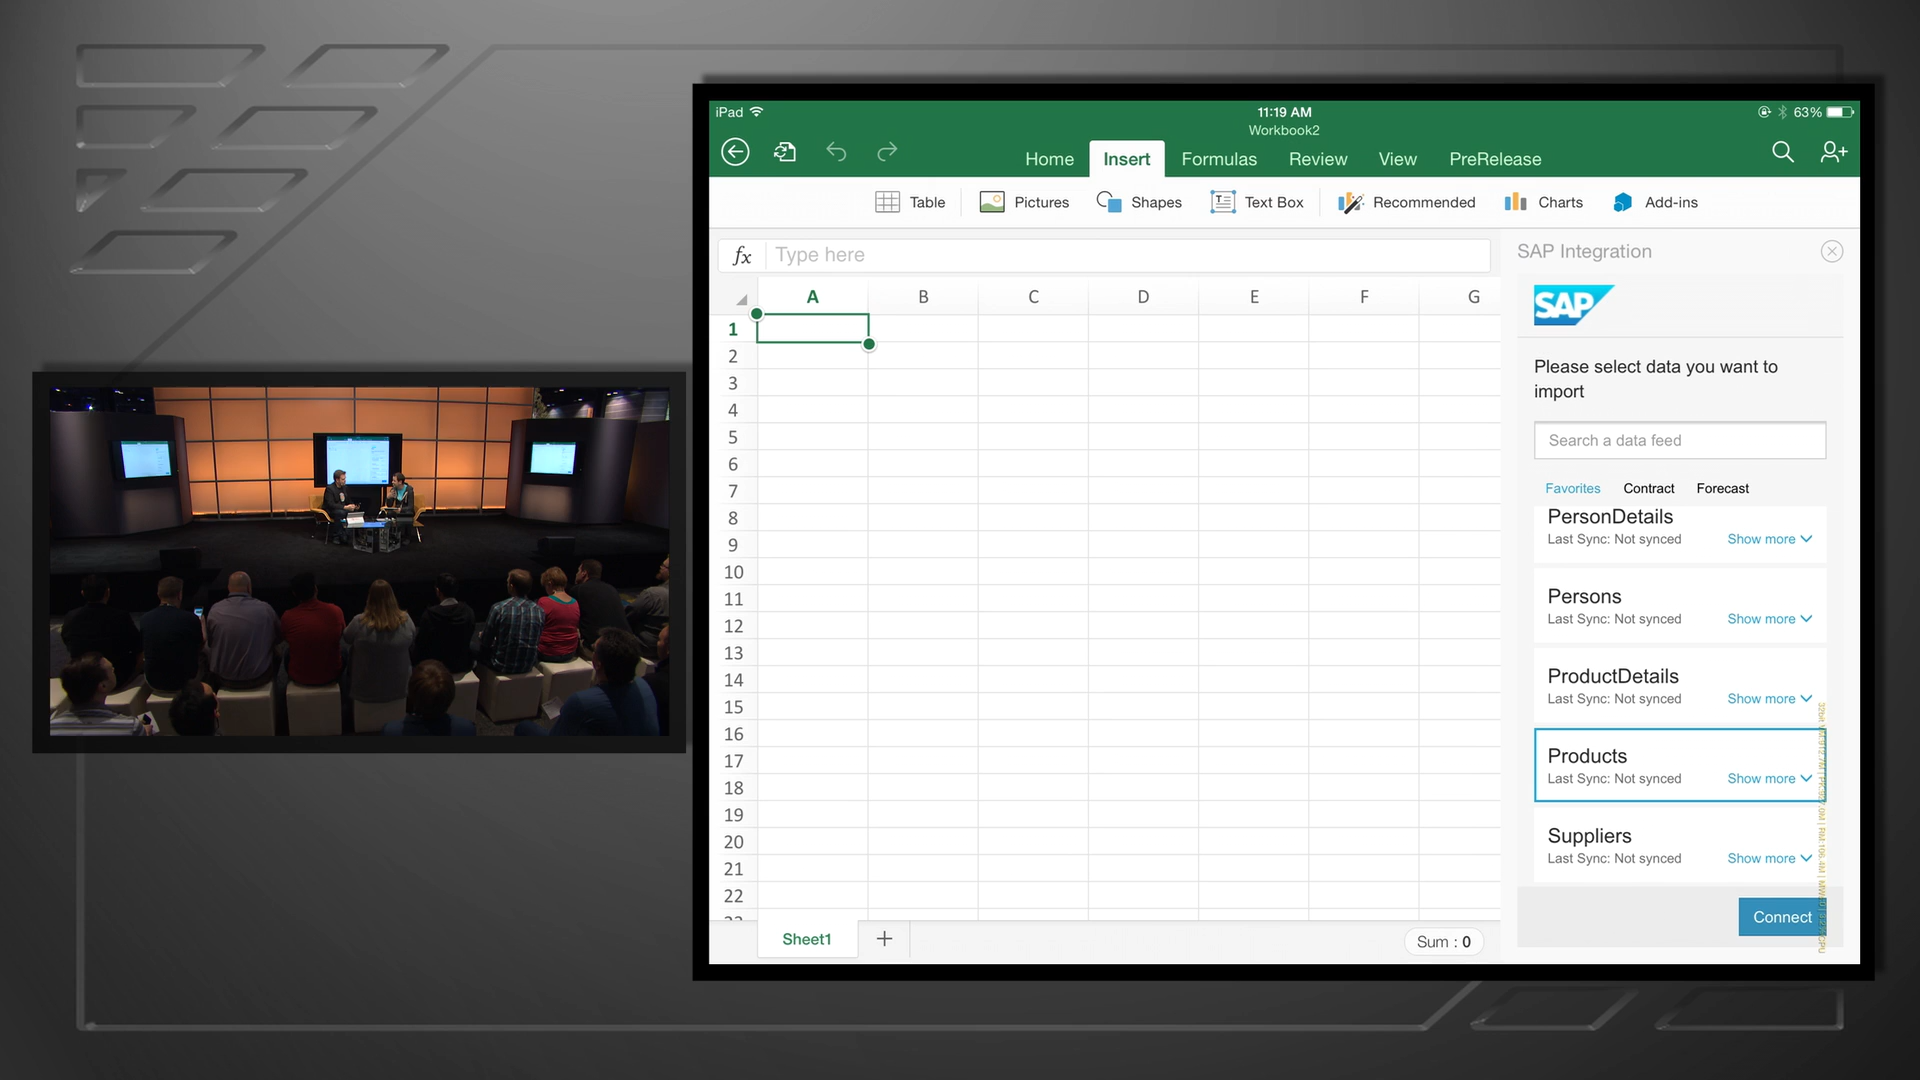 iPad
11:19 AM
63%
Workbook2
Home
Insert
Formulas
Review
View
PreRelease
Table
Pictures
Shapes
Text Box
Recommended
Charts
Add-ins
fx
Type here
SAP Integration
SAP
Please select data you want to
import
Search a data feed
Favorites
Contract
Forecast
PersonDetails
Last Sync: Not synced
Show more
Persons
Last Sync: Not synced
Show more
ProductDetails
Last Sync: Not synced
Show more
Products
Last Sync: Not synced
Show more
Suppliers
Last Sync: Not synced
Show more
Connect
A
B
C
D
E
F
G
1
2
3
4
5
6
7
8
9
10
11
12
13
14
15
16
17
18
19
20
21
22
Sheet1
Sum : 0